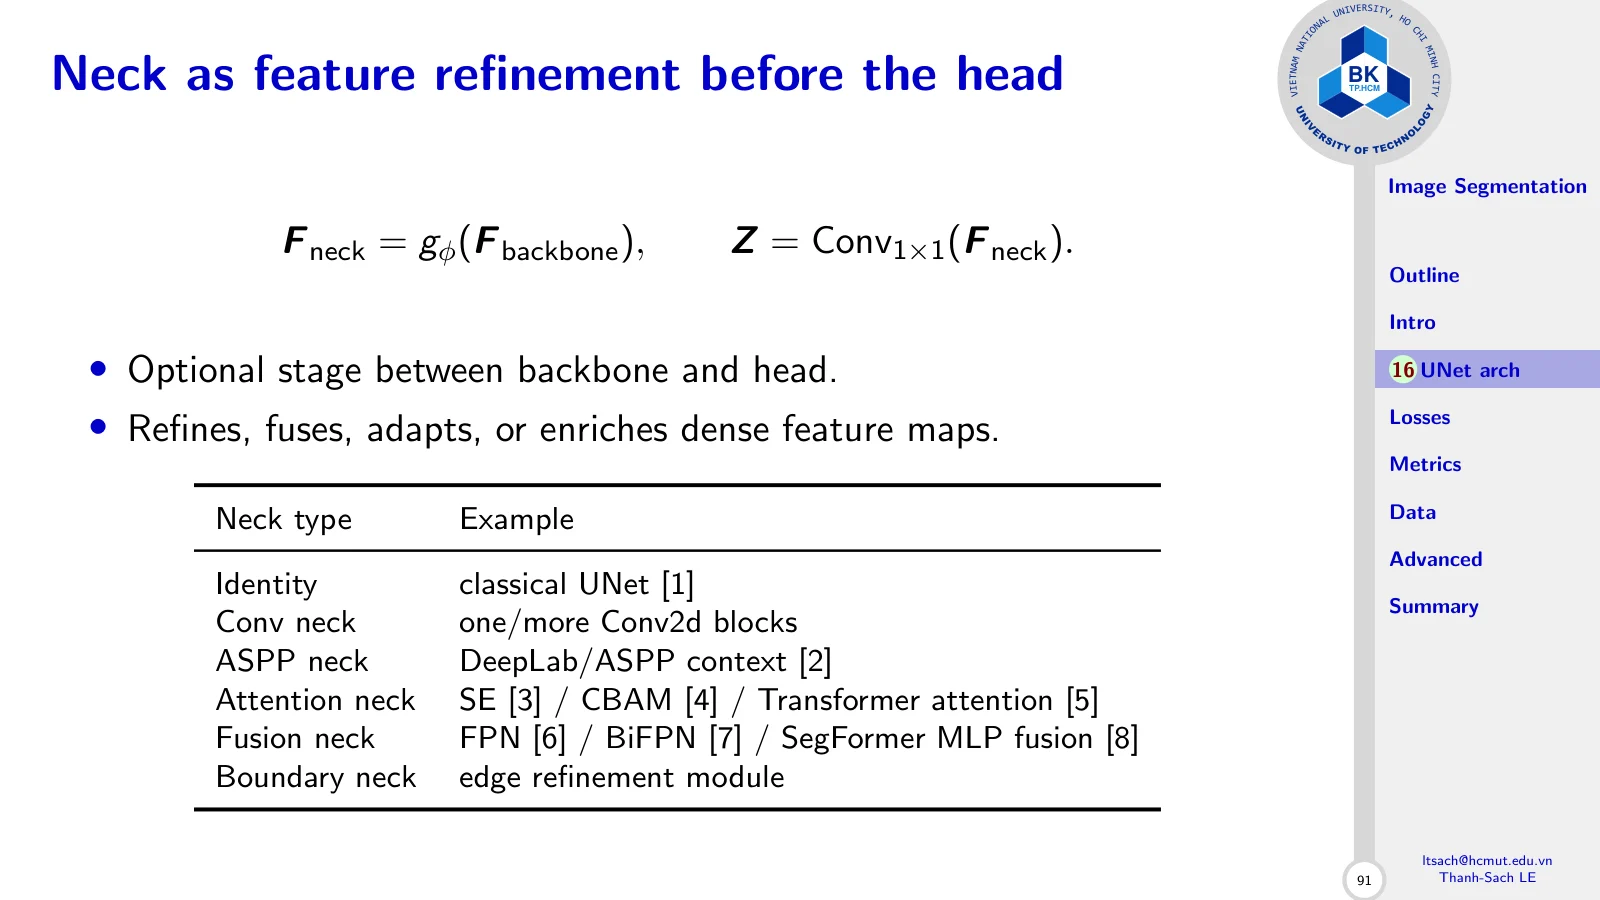 Neck as feature refinement before the head
F_neck = g_ϕ(F_backbone), Z = Conv_1×1(F_neck).
• Optional stage between backbone and head.
• Refines, fuses, adapts, or enriches dense feature maps.
Neck type Example
Identity classical UNet [1]
Conv neck one/more Conv2d blocks
ASPP neck DeepLab/ASPP context [2]
Attention neck SE [3] / CBAM [4] / Transformer attention [5]
Fusion neck FPN [6] / BiFPN [7] / SegFormer MLP fusion [8]
Boundary neck edge refinement module
VIETNAM NATIONAL UNIVERSITY, HO CHI MINH CITY
BK
TP.HCM
UNIVERSITY OF TECHNOLOGY
Image Segmentation
Outline
Intro
16 UNet arch
Losses
Metrics
Data
Advanced
Summary
ltsach@hcmut.edu.vn
Thanh-Sach LE
91